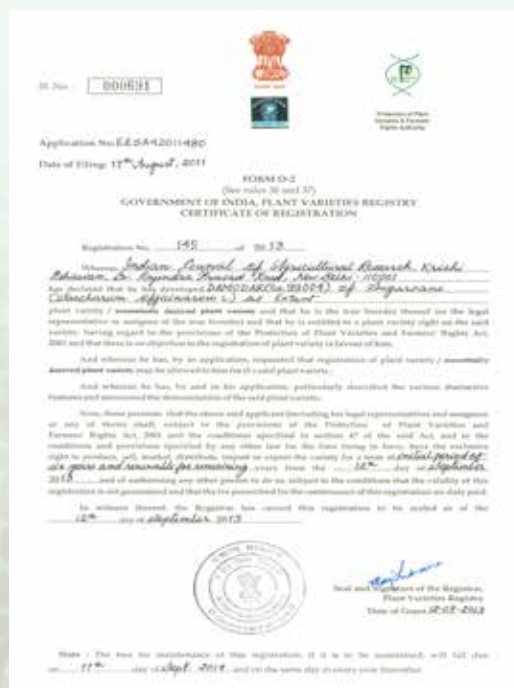 Sl. No. 000691
Protection of Plant
Varieties & Farmers'
Rights Authority
Application No: E25A42011480
Date of Filing: 17th August, 2011
FORM O-2
(See rules 36 and 37)
GOVERNMENT OF INDIA, PLANT VARIETIES REGISTRY
CERTIFICATE OF REGISTRATION
Registration No. 145 of 2013
Whereas Indian Council of Agricultural Research, Krishi
Bhavan, Dr. Rajendra Prasad Road, New Delhi - 110001
has declared that he has developed DAMODAR (Co 99004) of Sugarcane
(Saccharum officinarum L.) as Extant
plant variety / essentially derived plant variety and that he is the true breeder thereof (or the legal
representative or assignee of the true breeder) and that he is entitled to a plant variety right on the said
variety, having regard to the provisions of the Protection of Plant Varieties and Farmers' Rights Act,
2001 and that there is no objection to the registration of plant variety in favour of him.
And whereas he has, by an application, requested that registration of plant variety / essentially
derived plant variety may be allowed to him for the said plant variety.
And whereas he has, by and in his application, particularly described the various distinctive
features and mentioned the denomination of the said plant variety.
Now, these presents that the above said applicant (including his legal representatives and assignees
or any of them) shall, subject to the provisions of the Protection of Plant Varieties and
Farmers' Rights Act, 2001 and the conditions specified in section 47 of the said Act, and to the
conditions and provisions specified by any other law for the time being in force, have the exclusive
right to produce, sell, market, distribute, import or export the variety for a term of initial period of
six years and renewable for remaining years from the 12th day of September
2013 and of authorizing any other person to do so, subject to the conditions that the validity of this
registration is not guaranteed and that the fee prescribed for the continuance of this registration are duly paid.
In witness thereof, the Registrar has caused this registration to be sealed as of the
12th day of September 2013
Seal and Signature of the Registrar,
Plant Varieties Registry
Date of Grant 12-09-2013
Note : The fees for maintenance of this registration, if it is to be maintained, will fall due
on 11th day of Sept. 2014 and on the same day in every year thereafter.